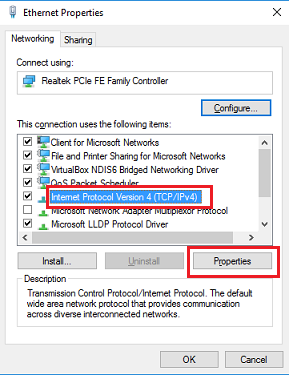 Ethernet Properties
Networking
Sharing
Connect using:
Realtek PCIe FE Family Controller
Configure...
This connection uses the following items:
Client for Microsoft Networks
File and Printer Sharing for Microsoft Networks
VirtualBox NDIS6 Bridged Networking Driver
QoS Packet Scheduler
Internet Protocol Version 4 (TCP/IPv4)
Microsoft Network Adapter Multiplexor Protocol
Microsoft LLDP Protocol Driver
Install...
Uninstall
Properties
Description
Transmission Control Protocol/Internet Protocol. The default
wide area network protocol that provides communication
across diverse interconnected networks.
OK
Cancel